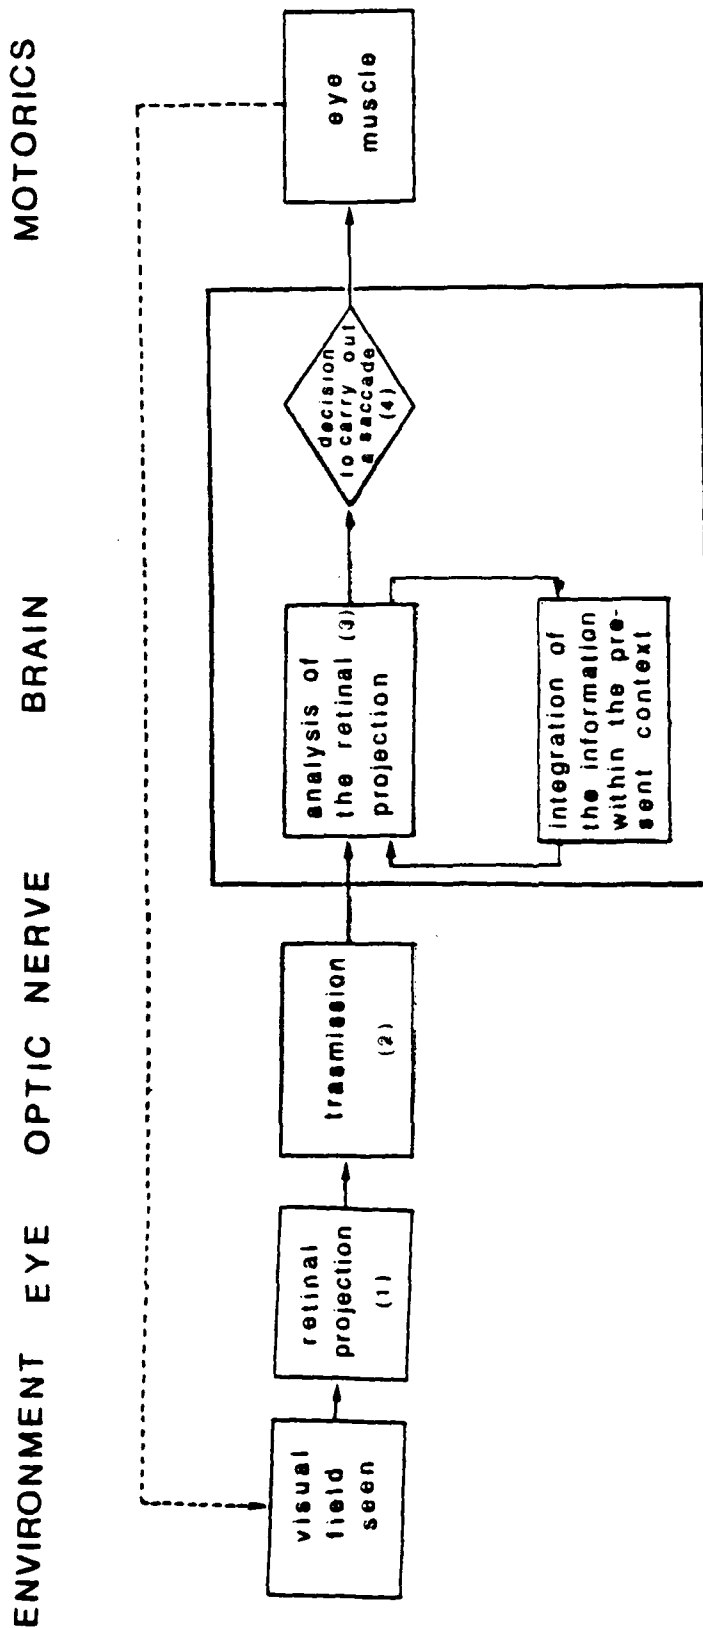 ENVIRONMENT EYE OPTIC NERVE BRAIN MOTORICS
visual
field
seen
retinal
projection
(1)
trasmission
(2)
analysis of
the retinal (3)
projection
integration of
the information
within the pre-
sent context
decision
to carry out
a saccade
(4)
eye
muscle